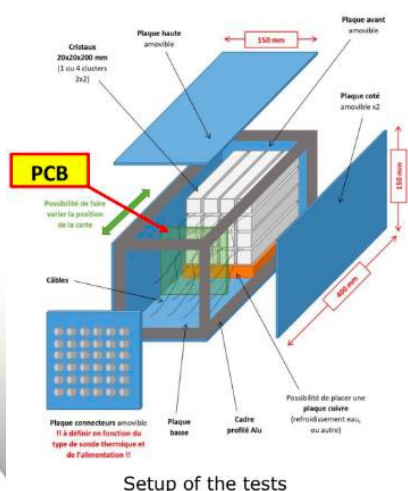 150 mm
Plaque avant
amovible
Plaque haute
amovible
Cristaux
20x20x200 mm
(1 ou 4 clusters
2x2)
Plaque coté
amovible x2
PCB
Possibilité de faire
varier la position
de la carte
150 mm
400 mm
Câbles
Plaque connecteurs amovible
!! à définir en fonction du
type de sonde thermique et
de l'alimentation !!
Plaque
basse
Cadre
profilé Alu
Possibilité de placer une
plaque cuivre
(refroidissement eau,
ou autre)
Setup of the tests